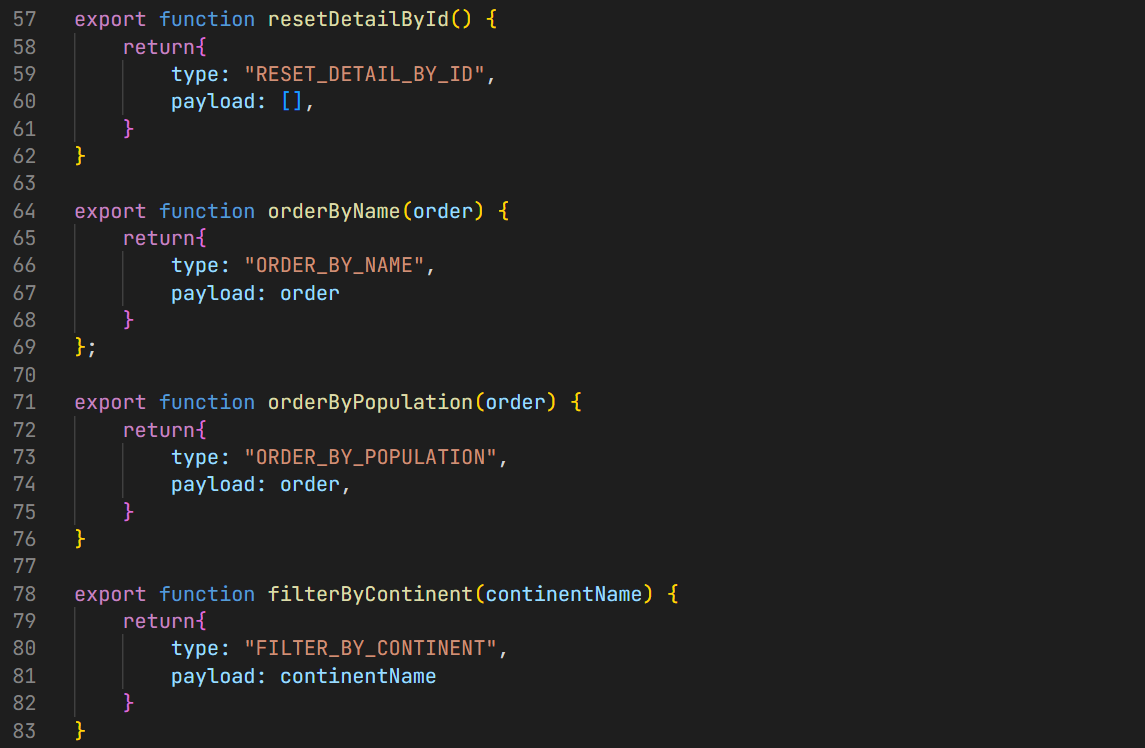 57 export function resetDetailById() {
58     return{
59         type: "RESET_DETAIL_BY_ID",
60         payload: [],
61     }
62 }
63
64 export function orderByName(order) {
65     return{
66         type: "ORDER_BY_NAME",
67         payload: order
68     }
69 };
70
71 export function orderByPopulation(order) {
72     return{
73         type: "ORDER_BY_POPULATION",
74         payload: order,
75     }
76 }
77
78 export function filterByContinent(continentName) {
79     return{
80         type: "FILTER_BY_CONTINENT",
81         payload: continentName
82     }
83 }